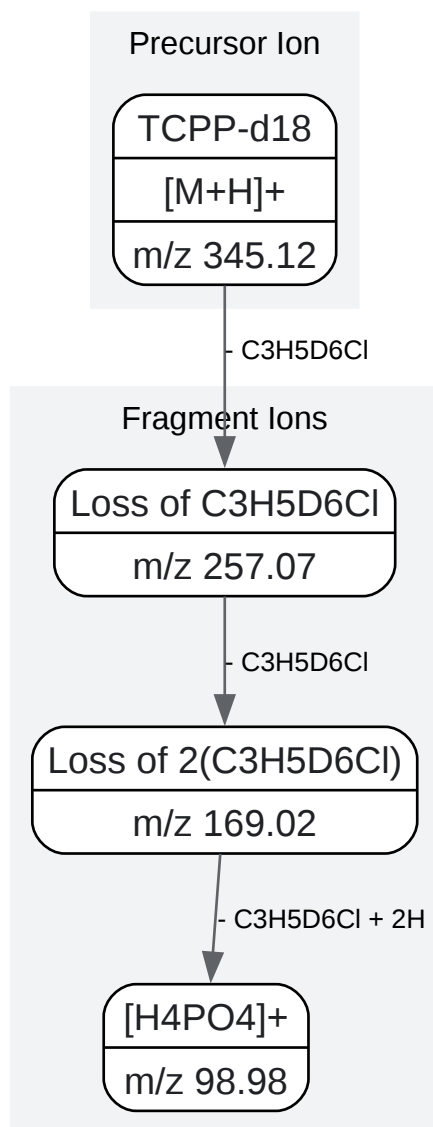 Precursor Ion
TCPP-d18
[M+H]+
m/z 345.12
- C3H5D6Cl
Fragment Ions
Loss of C3H5D6Cl
m/z 257.07
- C3H5D6Cl
Loss of 2(C3H5D6Cl)
m/z 169.02
- C3H5D6Cl + 2H
[H4PO4]+
m/z 98.98